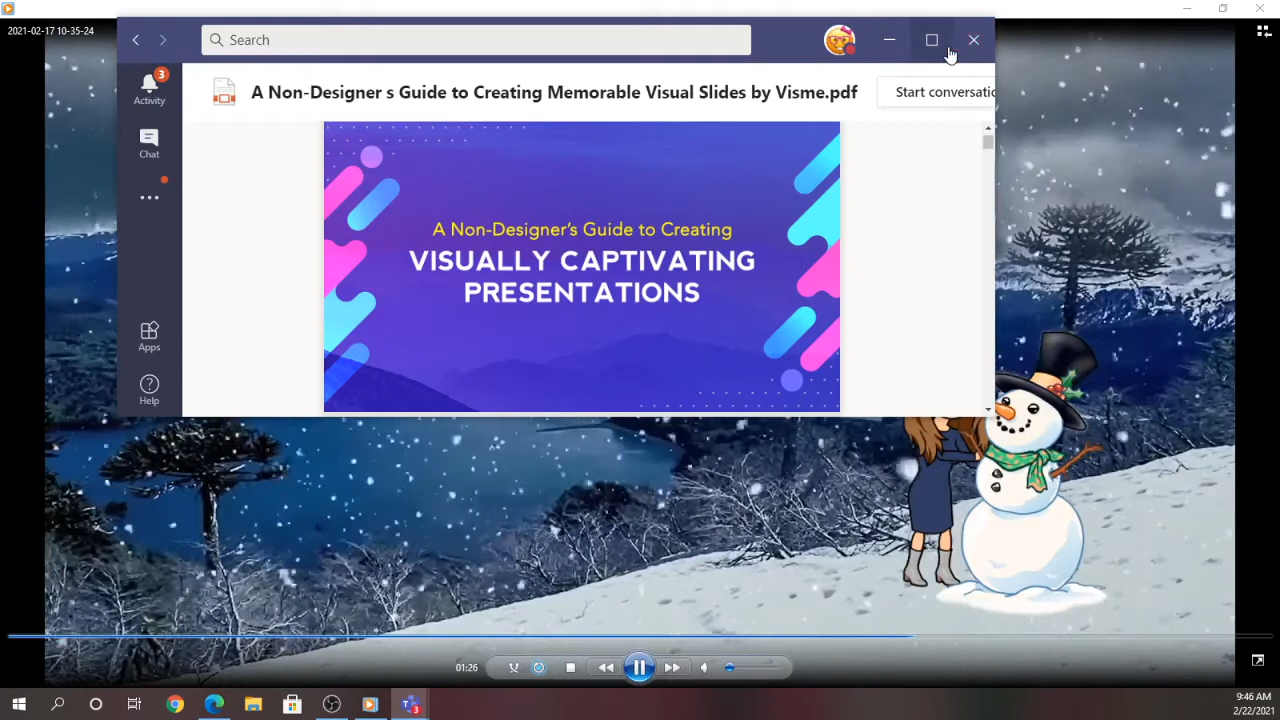 2021-02-17 10-35-24
Search
3
Activity
A Non-Designer s Guide to Creating Memorable Visual Slides by Visme.pdf
Start conversatio
Chat
A Non-Designer's Guide to Creating
VISUALLY CAPTIVATING
PRESENTATIONS
Apps
?
Help
01:26
3
9:46 AM
2/22/2021